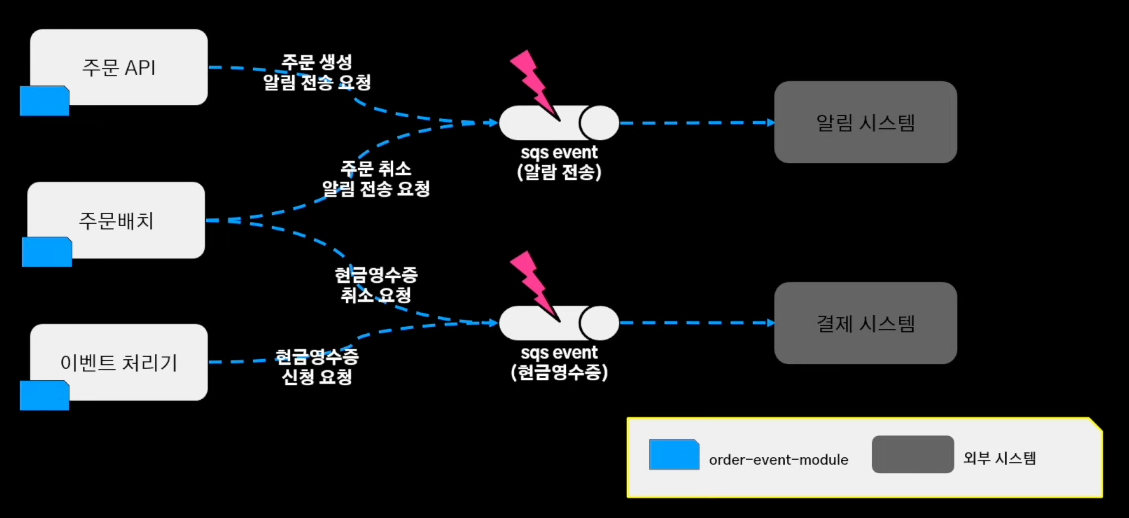 주문 API
주문 생성
알림 전송 요청
sqs event
(알람 전송)
알림 시스템
주문 취소
알림 전송 요청
주문배치
현금영수증
취소 요청
sqs event
(현금영수증)
결제 시스템
이벤트 처리기
현금영수증
신청 요청
order-event-module
외부 시스템